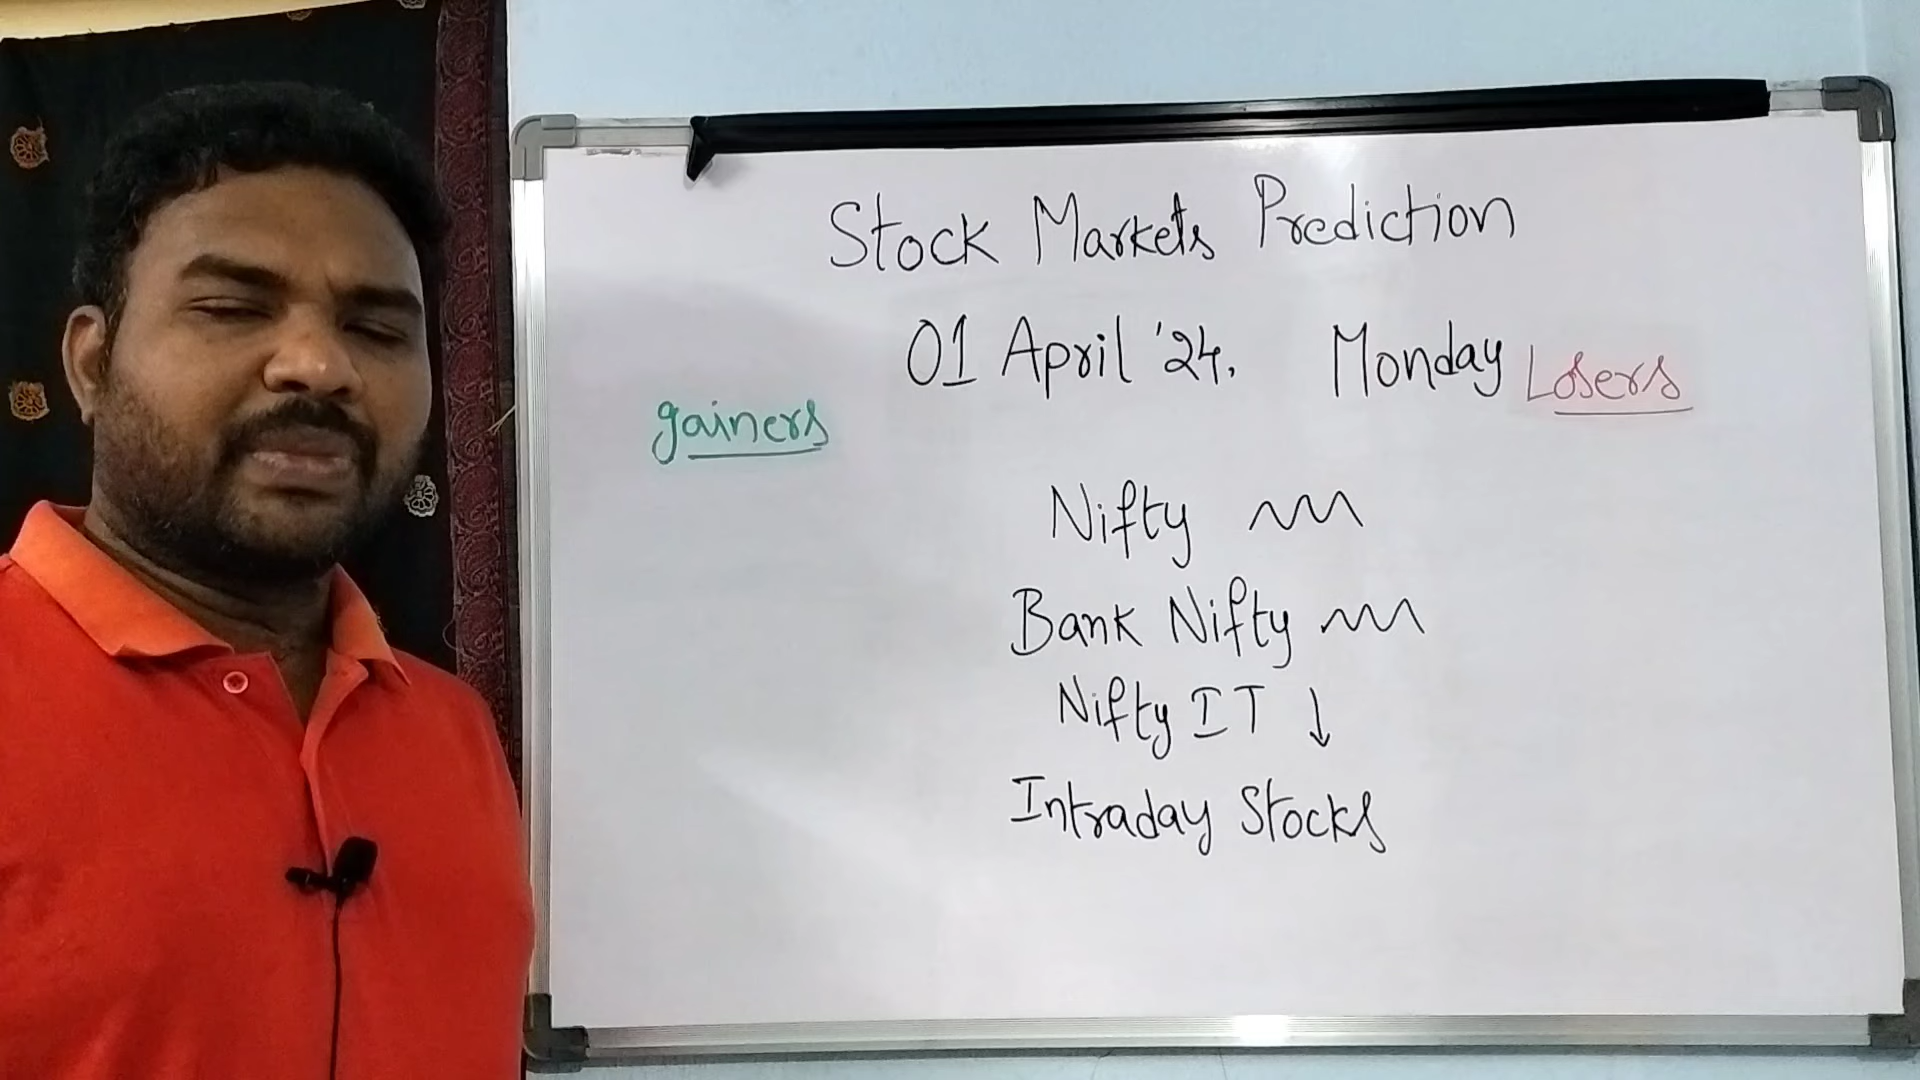 Stock Markets Prediction
01 April '24. Monday
Losers
gainers
Nifty
Bank Nifty
Nifty IT ↓
Intraday Stocks